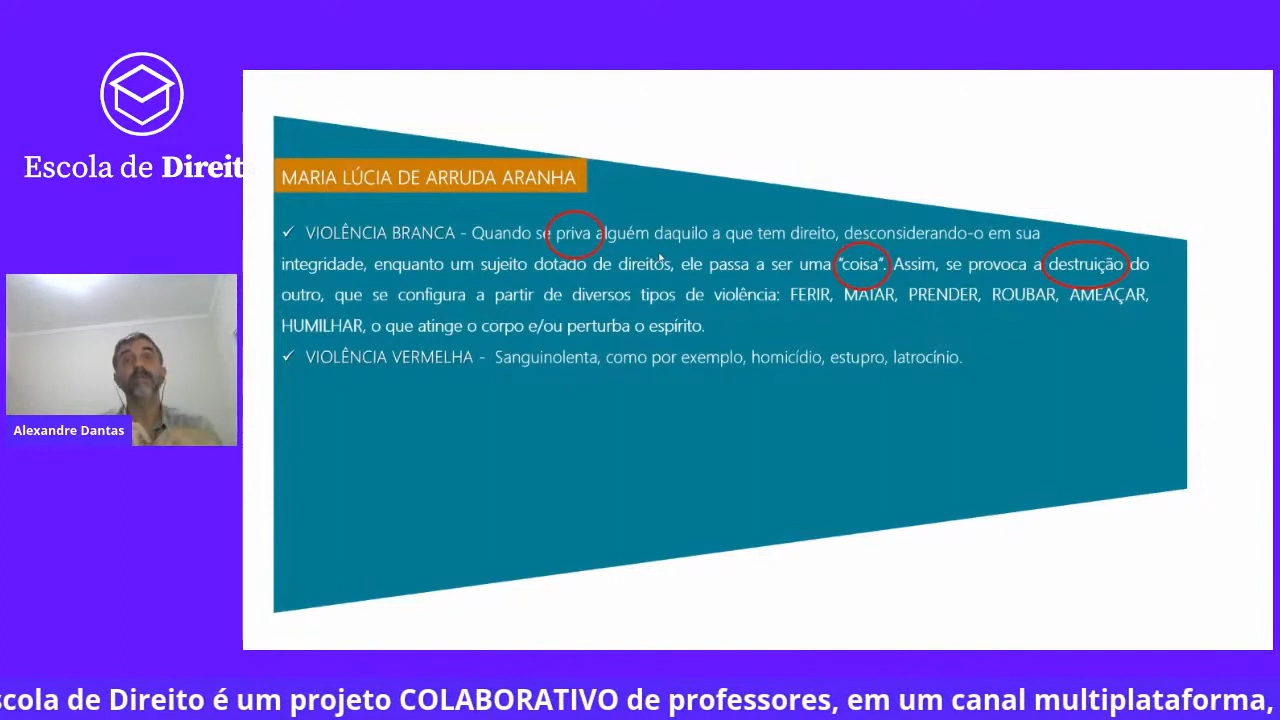 Escola de Direit
MARIA LÚCIA DE ARRUDA ARANHA
✓ VIOLÊNCIA BRANCA - Quando se priva alguém daquilo a que tem direito, desconsiderando-o em sua
integridade, enquanto um sujeito dotado de direitos, ele passa a ser uma “coisa”. Assim, se provoca a destruição do
outro, que se configura a partir de diversos tipos de violência: FERIR, MATAR, PRENDER, ROUBAR, AMEAÇAR,
HUMILHAR, o que atinge o corpo e/ou perturba o espírito.
✓ VIOLÊNCIA VERMELHA - Sanguinolenta, como por exemplo, homicídio, estupro, latrocínio.
Alexandre Dantas
scola de Direito é um projeto COLABORATIVO de professores, em um canal multiplataforma,